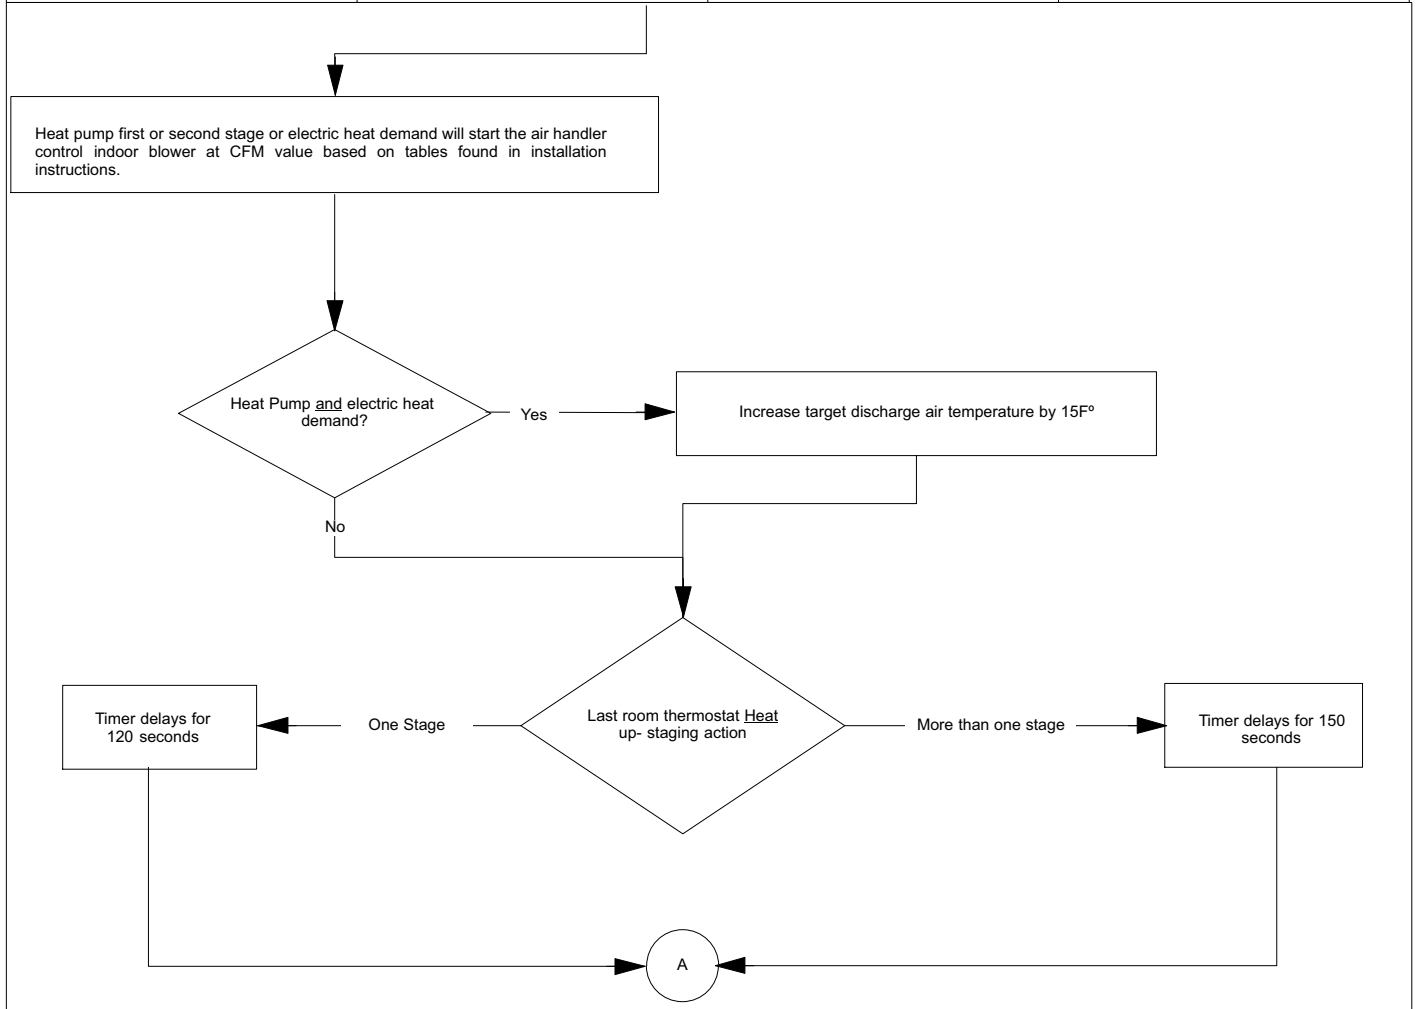 Heat pump first or second stage or electric heat demand will start the air handler
control indoor blower at CFM value based on tables found in installation
instructions.
Heat Pump and electric heat
demand?
Yes
Increase target discharge air temperature by 15Fº
No
Last room thermostat Heat
up- staging action
One Stage
Timer delays for
120 seconds
More than one stage
Timer delays for 150
seconds
A